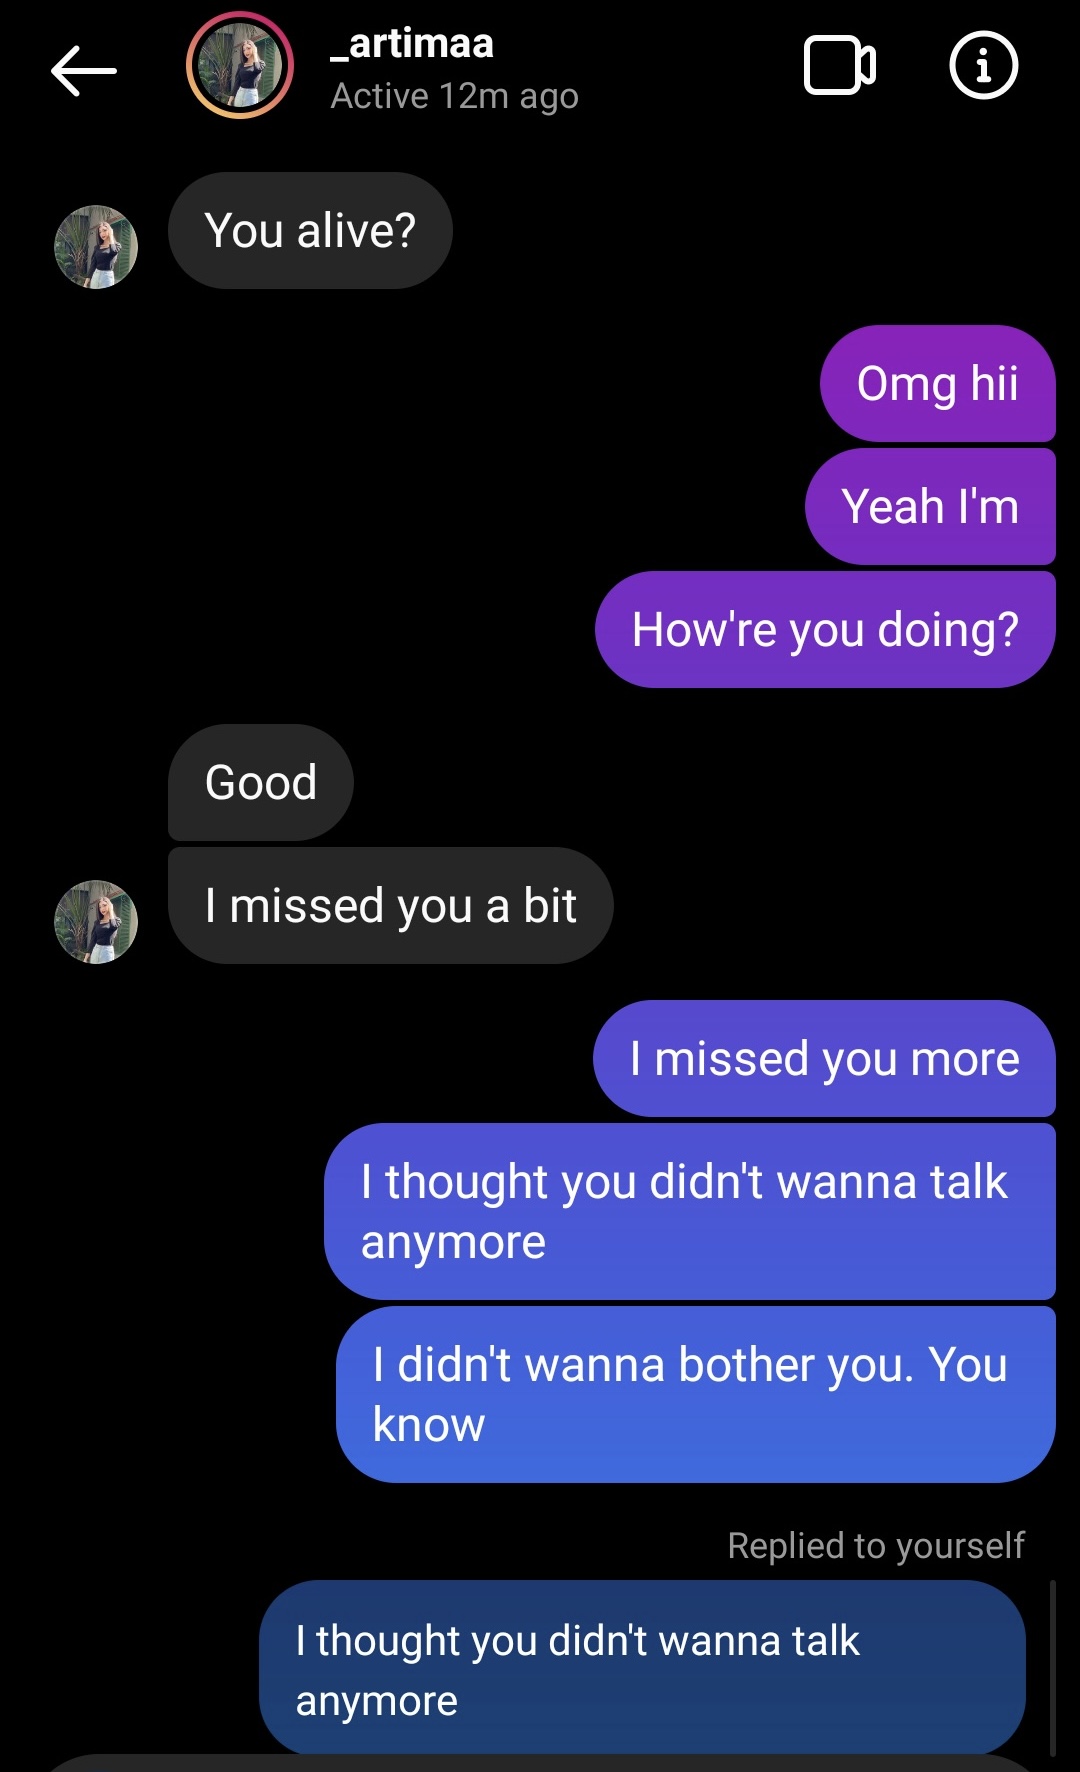 _artimaa
Active 12m ago
You alive?
Omg hii
Yeah I'm
How're you doing?
Good
I missed you a bit
I missed you more
I thought you didn't wanna talk
anymore
I didn't wanna bother you. You
know
Replied to yourself
I thought you didn't wanna talk
anymore